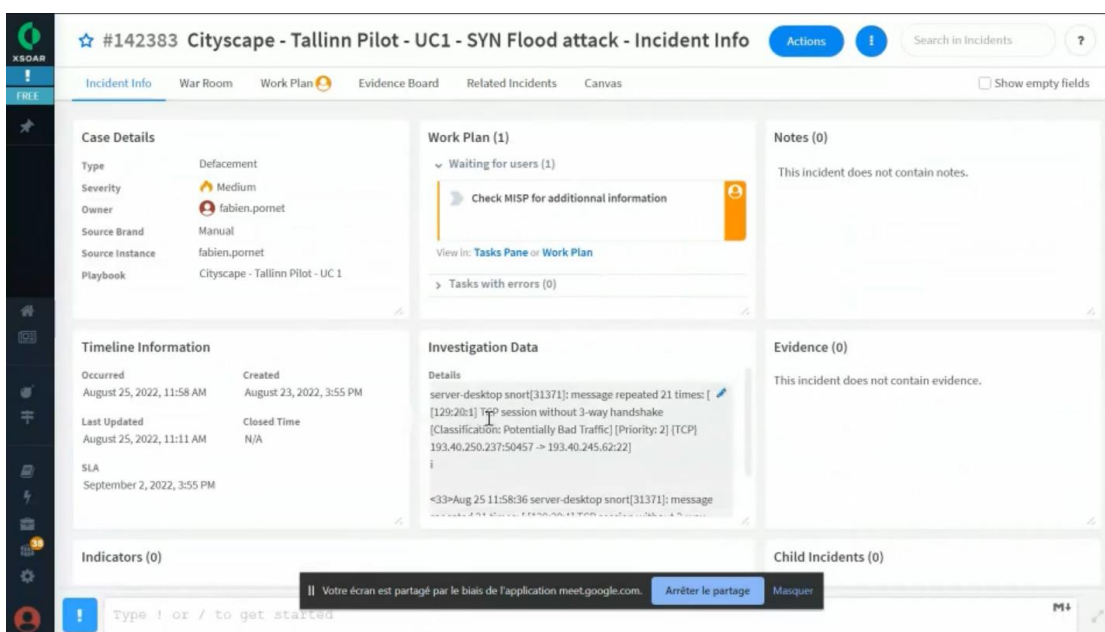 XSOAR
FREE
38
#142383 Cityscape - Tallinn Pilot - UC1 - SYN Flood attack - Incident Info
Actions
Search in Incidents
?
Incident Info
War Room
Work Plan
Evidence Board
Related Incidents
Canvas
Show empty fields
Case Details
Type Defacement
Severity Medium
Owner fabien.pornet
Source Brand Manual
Source Instance fabien.pornet
Playbook Cityscape - Tallinn Pilot - UC 1
Work Plan (1)
Waiting for users (1)
Check MISP for additionnal information
View in: Tasks Pane or Work Plan
Tasks with errors (0)
Notes (0)
This incident does not contain notes.
Timeline Information
Occurred
August 25, 2022, 11:58 AM
Created
August 23, 2022, 3:55 PM
Last Updated
August 25, 2022, 11:11 AM
Closed Time
N/A
SLA
September 2, 2022, 3:55 PM
Investigation Data
Details
server-desktop snort[31371]: message repeated 21 times: [
[129:20:1] TCP session without 3-way handshake
[Classification: Potentially Bad Traffic] [Priority: 2] {TCP}
193.40.250.237:50457 -> 193.40.245.62:22]
i
<33>Aug 25 11:58:36 server-desktop snort[31371]: message
Evidence (0)
This incident does not contain evidence.
Indicators (0)
Child Incidents (0)
Votre écran est partagé par le biais de l'application meet.google.com.
Arrêter le partage
Masquer
Type ! or / to get started
M↓